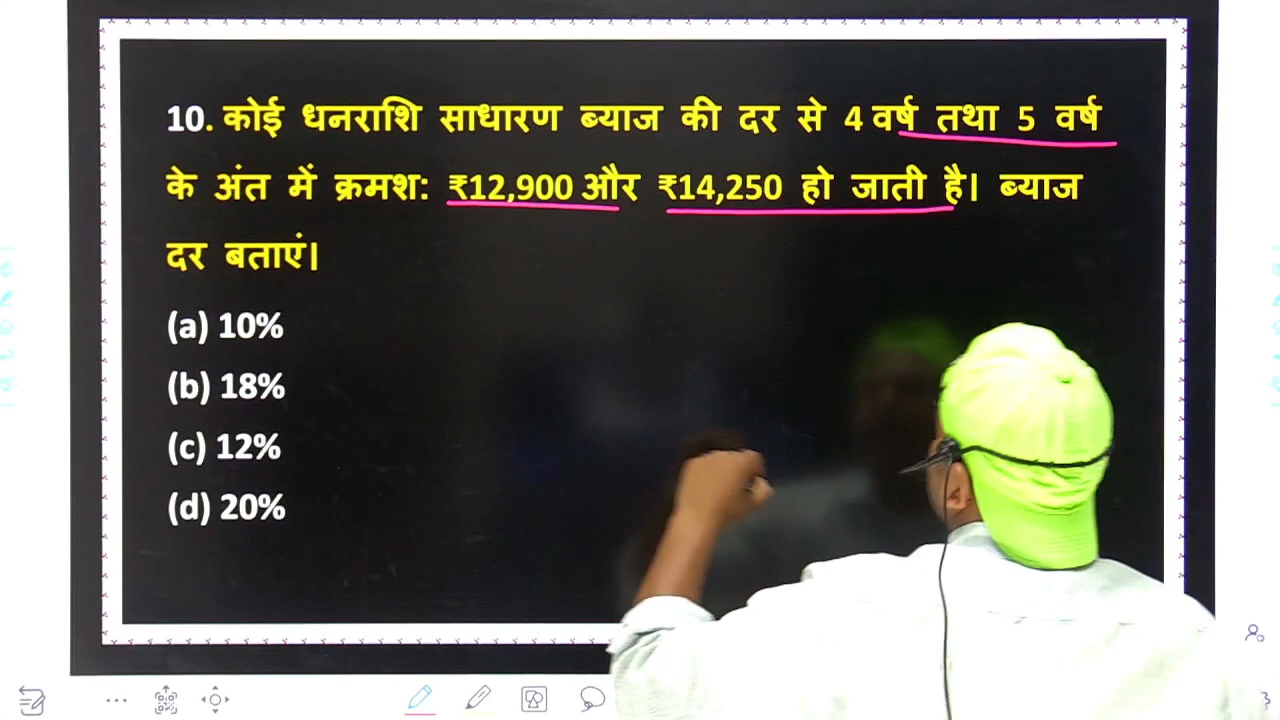 10. कोई धनराशि साधारण ब्याज की दर से 4 वर्ष तथा 5 वर्ष
के अंत में क्रमश: ₹12,900 और ₹14,250 हो जाती है। ब्याज
दर बताएं।
(a) 10%
(b) 18%
(c) 12%
(d) 20%